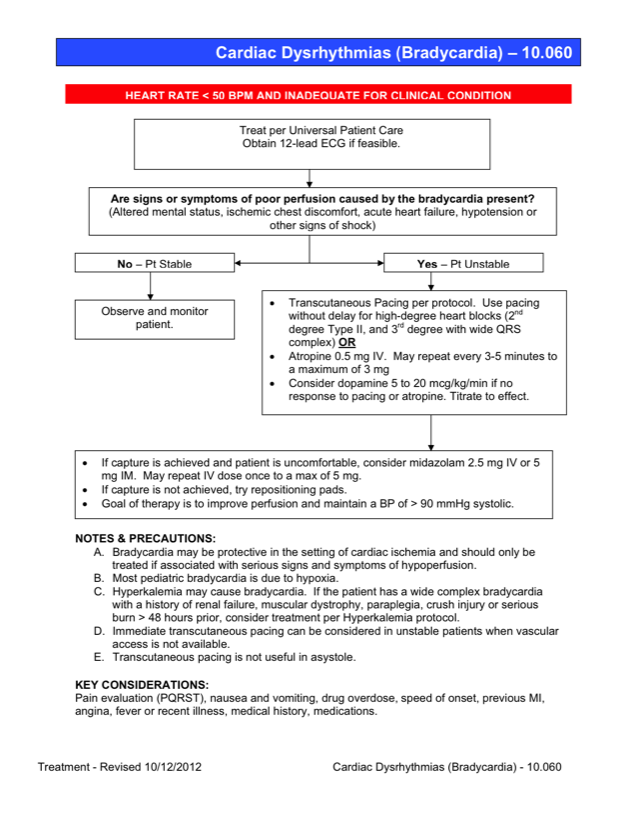 Cardiac Dysrhythmias (Bradycardia) – 10.060
HEART RATE < 50 BPM AND INADEQUATE FOR CLINICAL CONDITION
Treat per Universal Patient Care
Obtain 12-lead ECG if feasible.
Are signs or symptoms of poor perfusion caused by the bradycardia present?
(Altered mental status, ischemic chest discomfort, acute heart failure, hypotension or
other signs of shock)
No – Pt Stable
Yes – Pt Unstable
Observe and monitor
patient.
• Transcutaneous Pacing per protocol. Use pacing
without delay for high-degree heart blocks (2nd
degree Type II, and 3rd degree with wide QRS
complex) OR
• Atropine 0.5 mg IV. May repeat every 3-5 minutes to
a maximum of 3 mg
• Consider dopamine 5 to 20 mcg/kg/min if no
response to pacing or atropine. Titrate to effect.
• If capture is achieved and patient is uncomfortable, consider midazolam 2.5 mg IV or 5
mg IM. May repeat IV dose once to a max of 5 mg.
• If capture is not achieved, try repositioning pads.
• Goal of therapy is to improve perfusion and maintain a BP of > 90 mmHg systolic.
NOTES & PRECAUTIONS:
A. Bradycardia may be protective in the setting of cardiac ischemia and should only be
treated if associated with serious signs and symptoms of hypoperfusion.
B. Most pediatric bradycardia is due to hypoxia.
C. Hyperkalemia may cause bradycardia. If the patient has a wide complex bradycardia
with a history of renal failure, muscular dystrophy, paraplegia, crush injury or serious
burn > 48 hours prior, consider treatment per Hyperkalemia protocol.
D. Immediate transcutaneous pacing can be considered in unstable patients when vascular
access is not available.
E. Transcutaneous pacing is not useful in asystole.
KEY CONSIDERATIONS:
Pain evaluation (PQRST), nausea and vomiting, drug overdose, speed of onset, previous MI,
angina, fever or recent illness, medical history, medications.
Treatment - Revised 10/12/2012
Cardiac Dysrhythmias (Bradycardia) - 10.060